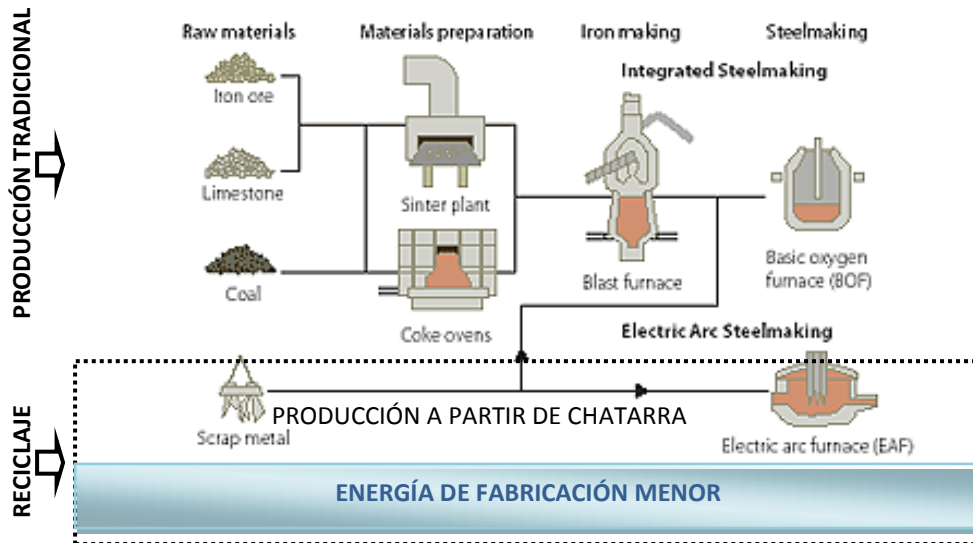 PRODUCCIÓN TRADICIONAL
Raw materials
Materials preparation
Iron making
Steelmaking
Integrated Steelmaking
Iron ore
Limestone
Sinter plant
Coal
Coke ovens
Blast furnace
Basic oxygen
furnace (BOF)
Electric Arc Steelmaking
RECICLAJE
Scrap metal
PRODUCCIÓN A PARTIR DE CHATARRA
Electric arc furnace (EAF)
ENERGÍA DE FABRICACIÓN MENOR